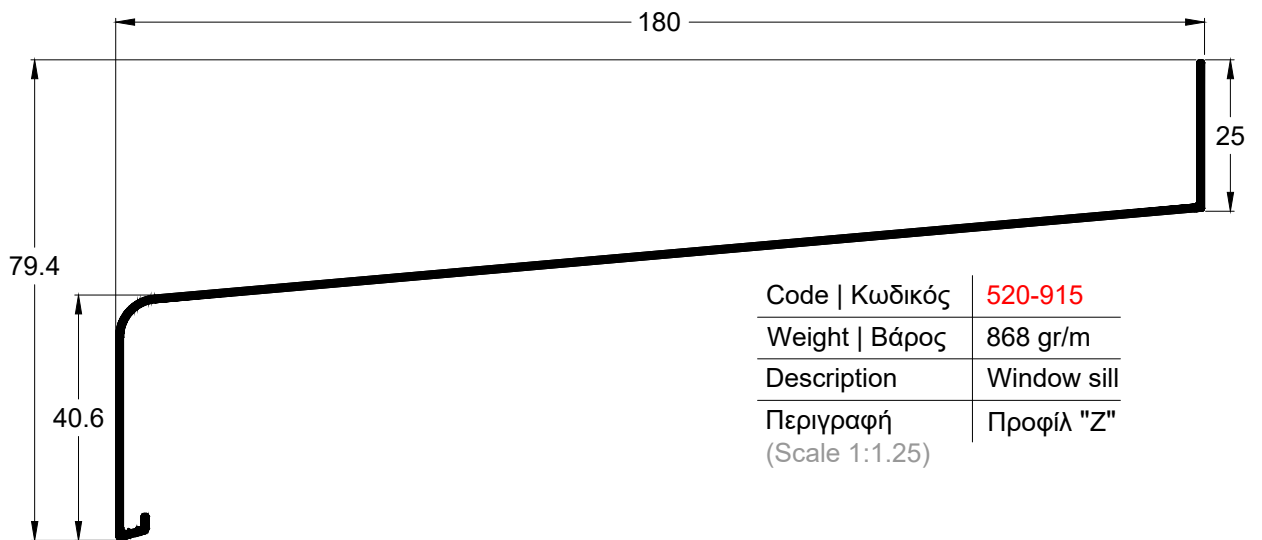 180
25
79.4
40.6
Code | Κωδικός 520-915
Weight | Βάρος 868 gr/m
Description Window sill
Περιγραφή Προφίλ "Ζ"
(Scale 1:1.25)